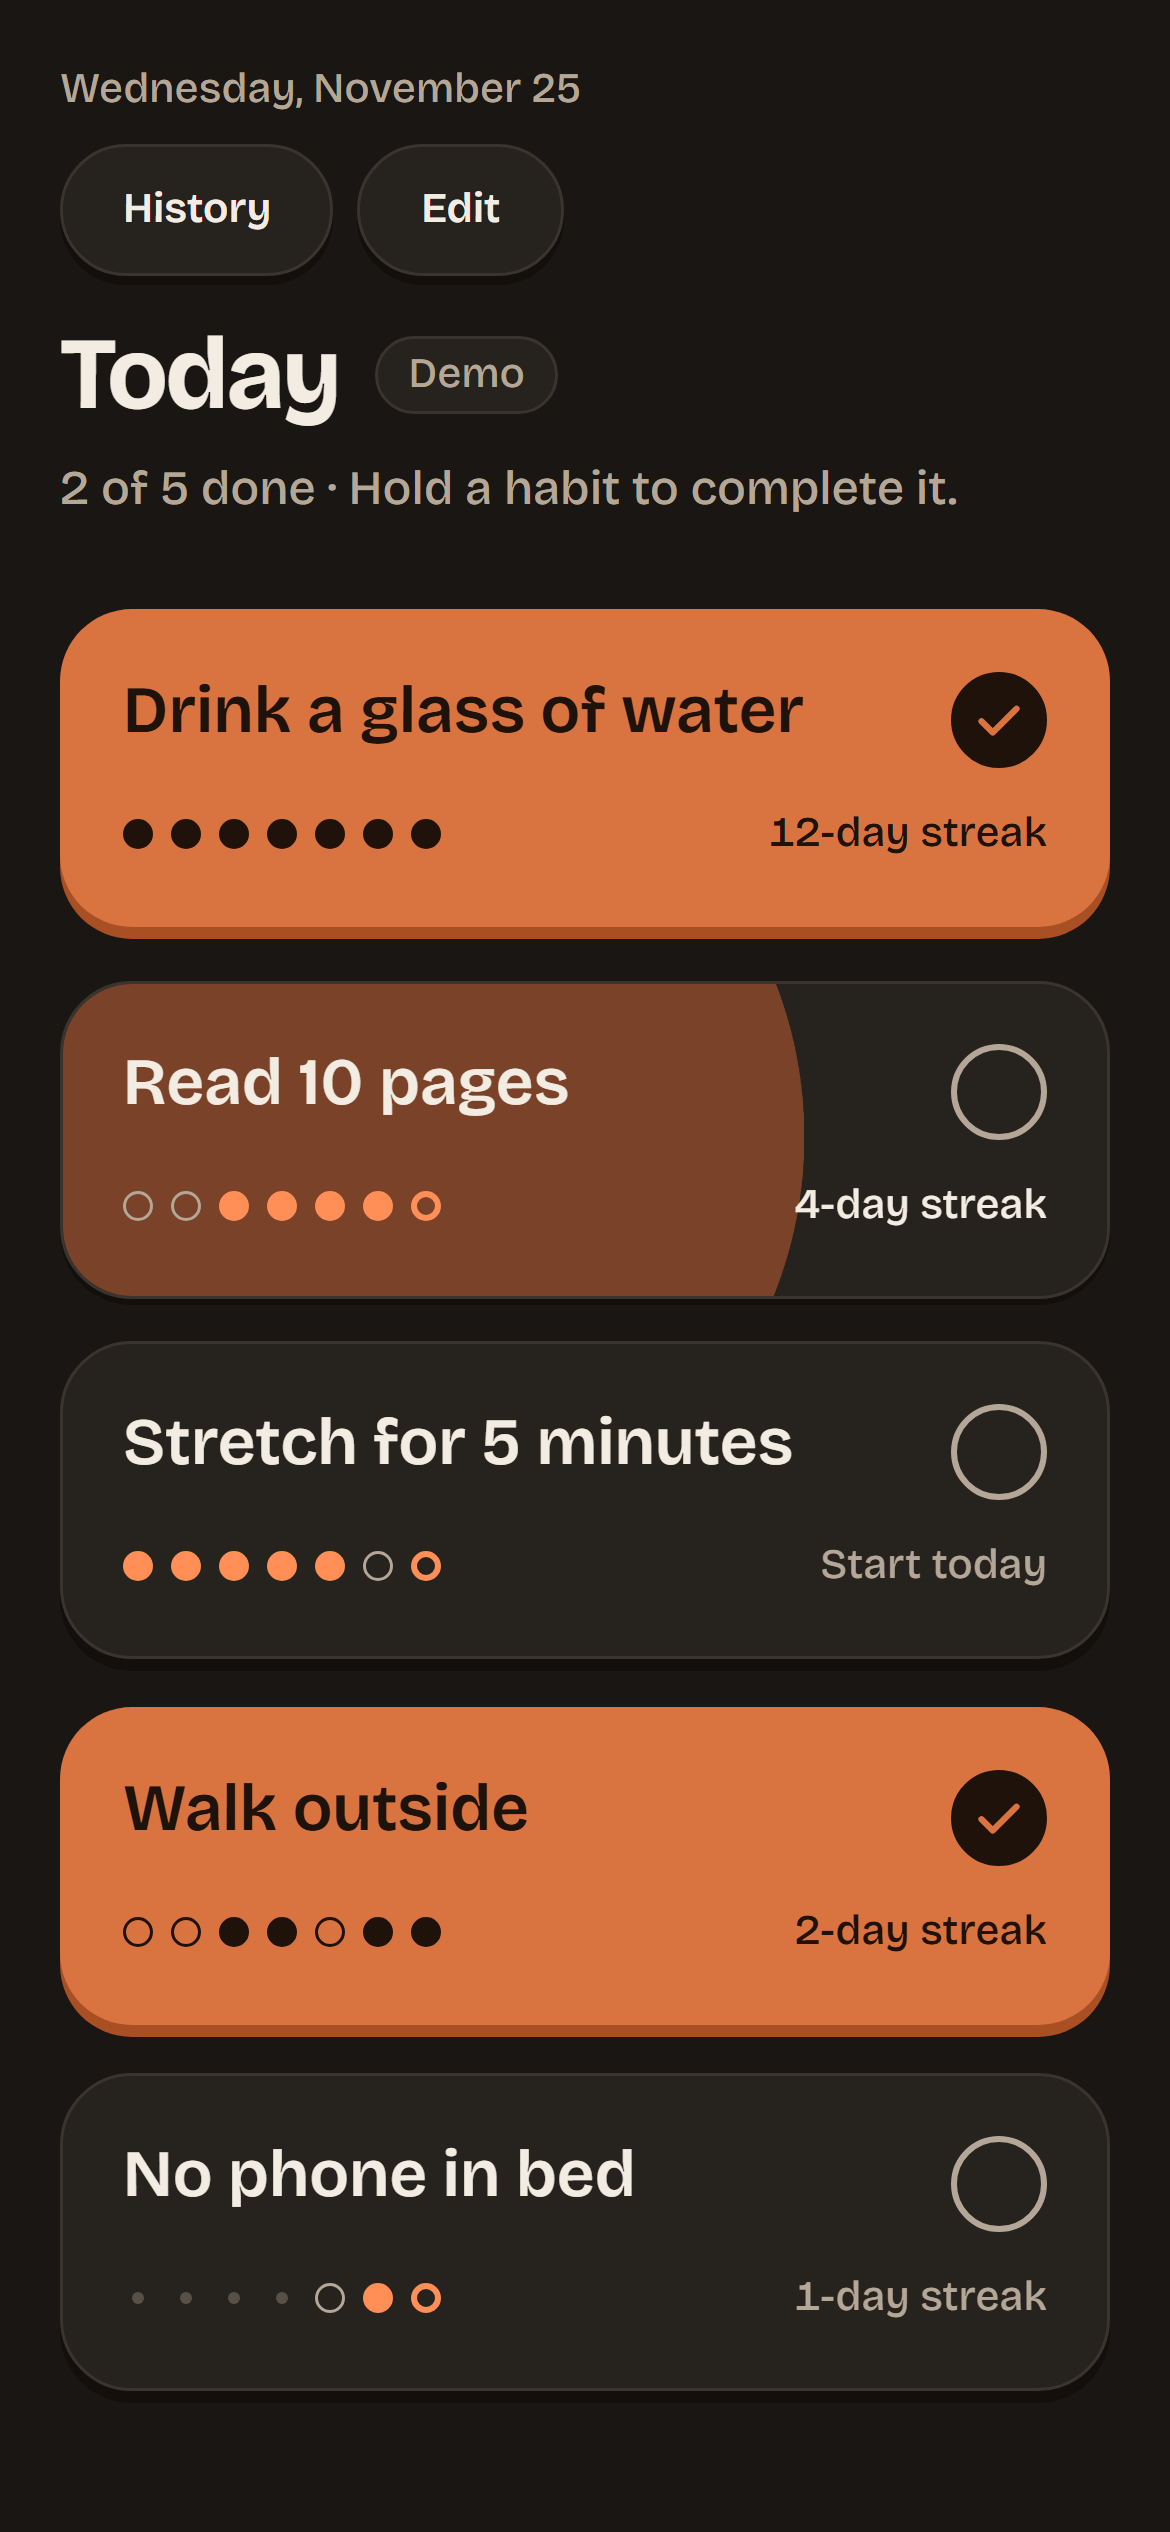 Wednesday, November 25
History Edit
Today Demo
2 of 5 done · Hold a habit to complete it.
Drink a glass of water
12-day streak
Read 10 pages
4-day streak
Stretch for 5 minutes
Start today
Walk outside
2-day streak
No phone in bed
1-day streak